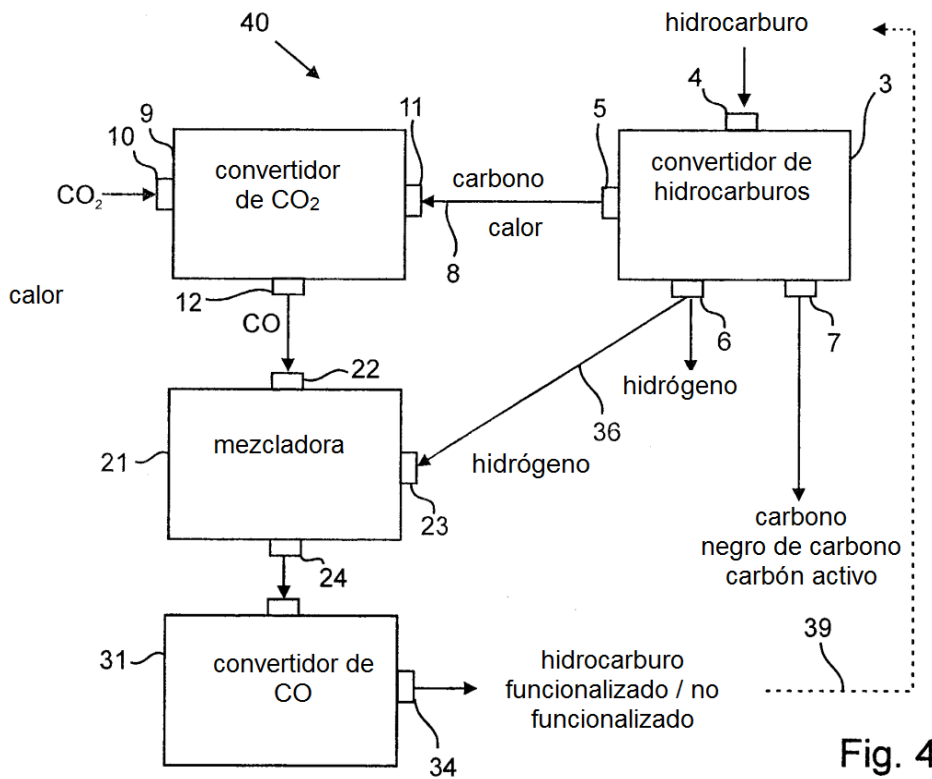 40
hidrocarburo
4
3
9
10
11
5
convertidor
de CO₂
convertidor de
hidrocarburos
CO₂
carbono
calor
8
calor
12
CO
6
7
22
hidrógeno
36
21
mezcladora
hidrógeno
23
carbono
negro de carbono
carbón activo
24
39
31
convertidor de
CO
hidrocarburo
funcionalizado / no
funcionalizado
34
Fig. 4